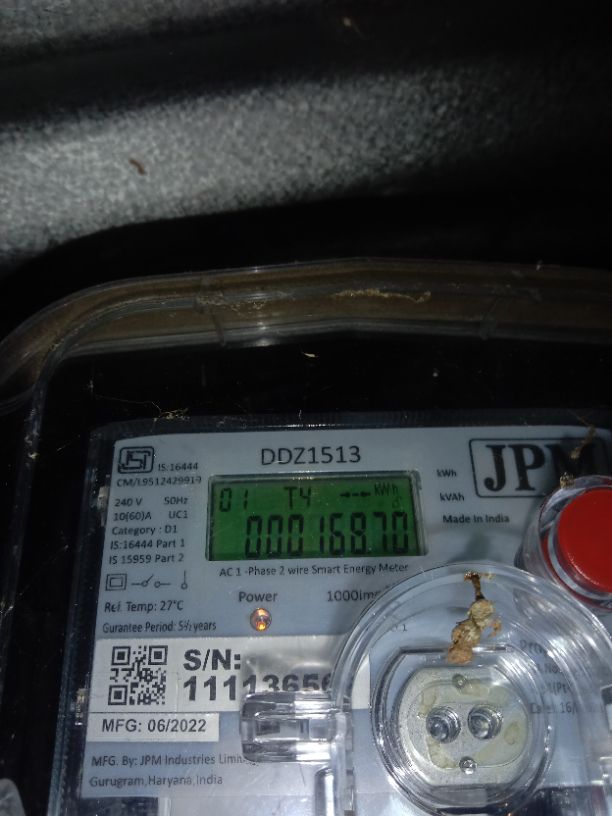 IS:16444
CM/L9512429919
240 V 50Hz
10(60)A UC1
Category : D1
IS:16444 Part 1
IS 15959 Part 2
Ref. Temp: 27°C
Gurantee Period: 5½ years
DDZ1513
01 T4 kWh
00016870
AC 1 -Phase 2 wire Smart Energy Meter
Power 1000im
kWh
kVAh
JPM
Made in India
S/N:
MFG: 06/2022
MFG. By: JPM Industries
Gurugram,Haryana,India